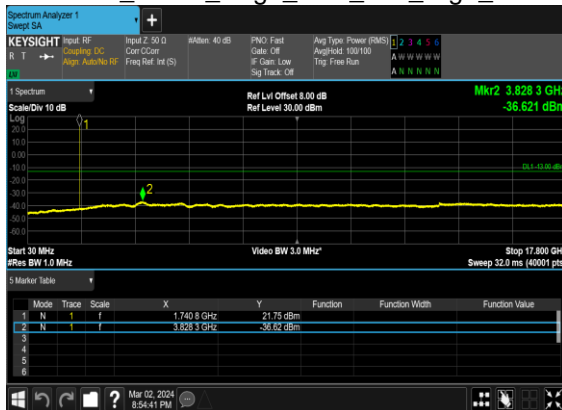 Spectrum Analyzer 1
Swept SA
+
KEYSIGHT Input: RF Input Z: 50 Ω #Atten: 40 dB PNO: Fast Avg Type: Power (RMS) 1 2 3 4 5 6
R T Coupling: DC Corr CCorr Gate: Off Avg|Hold: 100/100 A W W W W W
Align: Auto/No RF Freq Ref: Int (S) IF Gain: Low Trig: Free Run
Sig Track: Off A N N N N N
1 Spectrum Ref Lvl Offset 8.00 dB Mkr2 3.828 3 GHz
Scale/Div 10 dB Ref Level 30.00 dBm -36.621 dBm
Log
20.0
10.0
0.00
-10.0
DL1 -13.00 dBm
-20.0
-30.0
-40.0
-50.0
-60.0
1
2
Start 30 MHz Video BW 3.0 MHz* Stop 17.800 GHz
#Res BW 1.0 MHz Sweep 32.0 ms (40001 pts)
5 Marker Table
Mode Trace Scale X Y Function Function Width Function Value
1 N 1 f 1.740 8 GHz 21.75 dBm
2 N 1 f 3.828 3 GHz -36.62 dBm
3
4
5
6
? Mar 02, 2024
8:54:41 PM